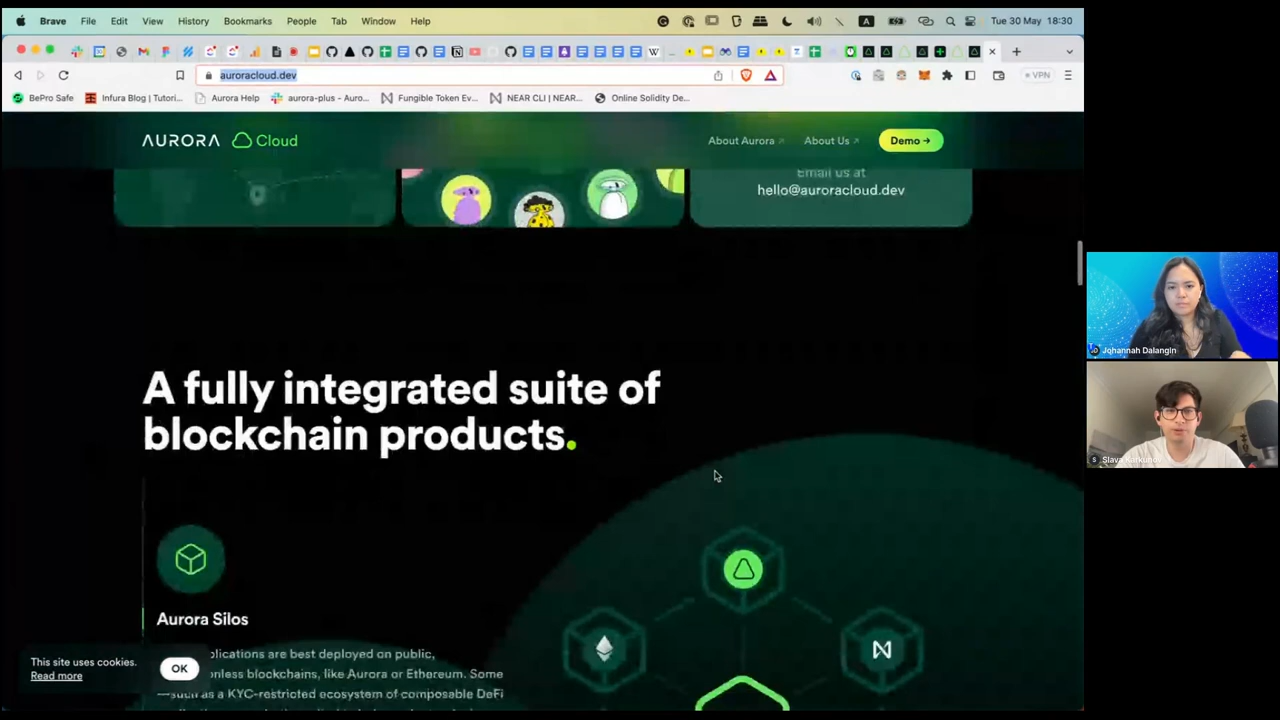 Brave File Edit View History Bookmarks People Tab Window Help Tue 30 May 18:30
auroracloud.dev VPN
BePro Safe Infura Blog | Tutori... Aurora Help aurora-plus - Auro... Fungible Token Ev... NEAR CLI | NEAR... Online Solidity De...
AURORA Cloud About Aurora About Us Demo →
Email us at
hello@auroracloud.dev
A fully integrated suite of
blockchain products.
Aurora Silos
plications are best deployed on public,
onless blockchains, like Aurora or Ethereum. Some
—such as a KYC-restricted ecosystem of composable DeFi
This site uses cookies.
Read more
OK
Johannah Dalangin
Slava